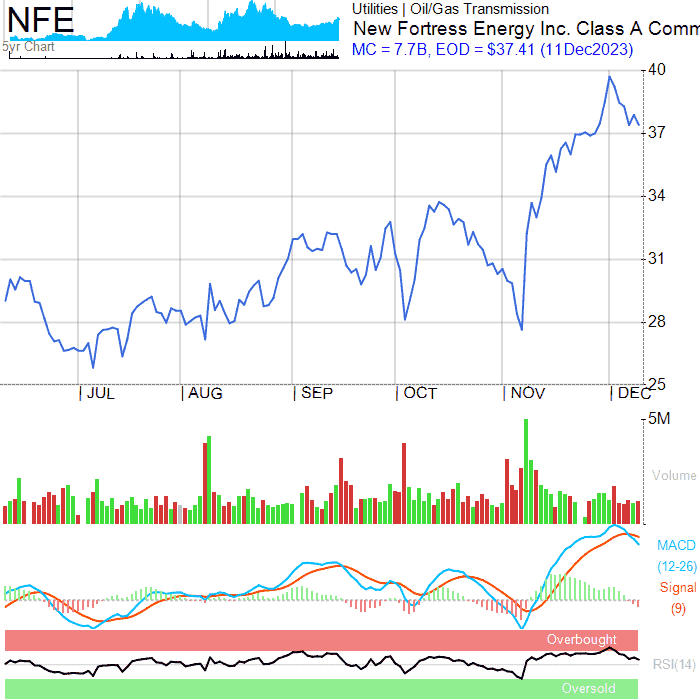 NFE
Utilities | Oil/Gas Transmission
New Fortress Energy Inc. Class A Comm
5yr Chart
MC = 7.7B, EOD = $37.41 (11Dec2023)
40
37
34
31
28
25
| JUL | AUG | SEP | OCT | NOV | DEC
5M
Volume
MACD
(12-26)
Signal
(9)
Overbought
RSI(14)
Oversold